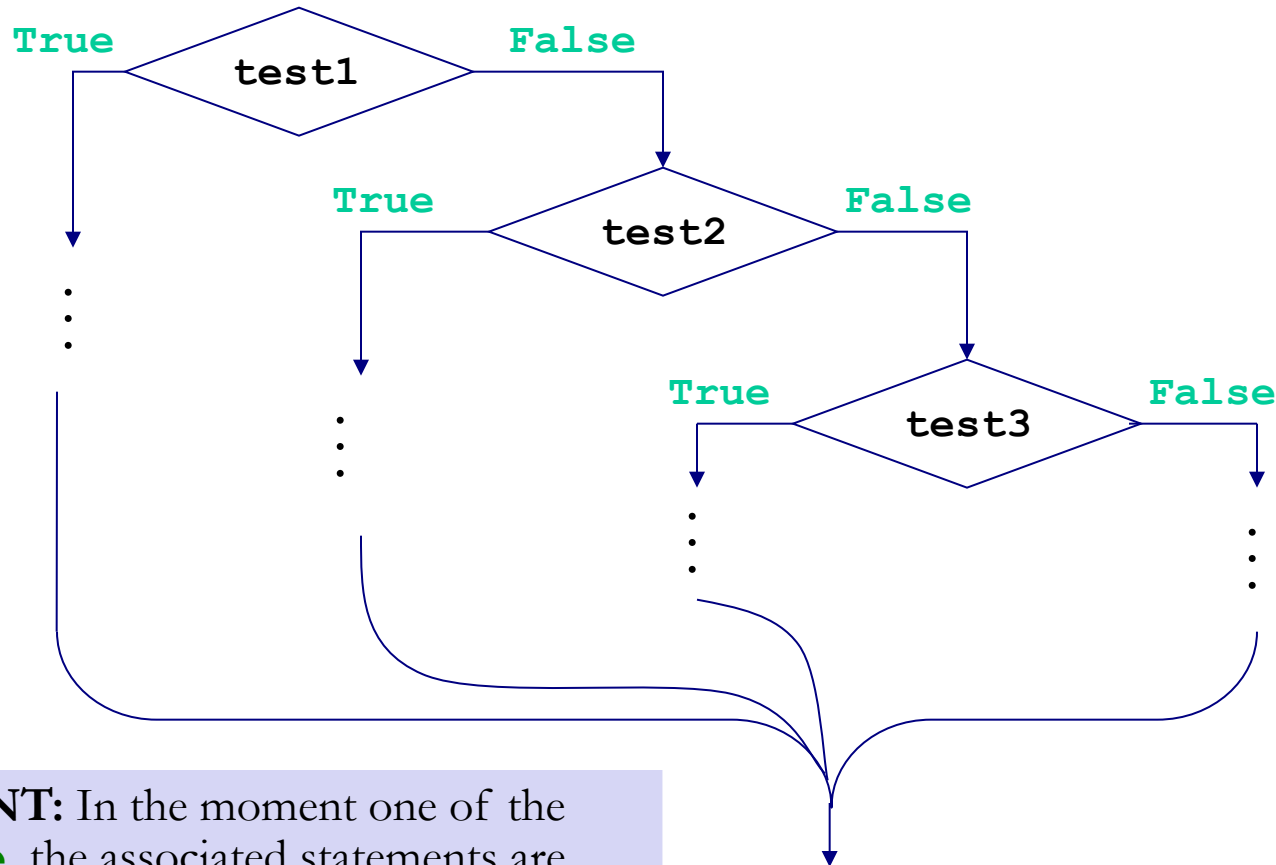 True False
test1
True False
test2
True False
test3
NT: In the moment one of the
the associated statements are